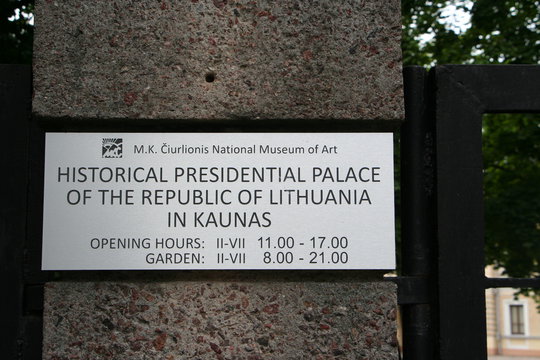 M.K. Čiurlionis National Museum of Art
HISTORICAL PRESIDENTIAL PALACE
OF THE REPUBLIC OF LITHUANIA
IN KAUNAS
OPENING HOURS: II-VII 11.00 - 17.00
GARDEN: II-VII 8.00 - 21.00